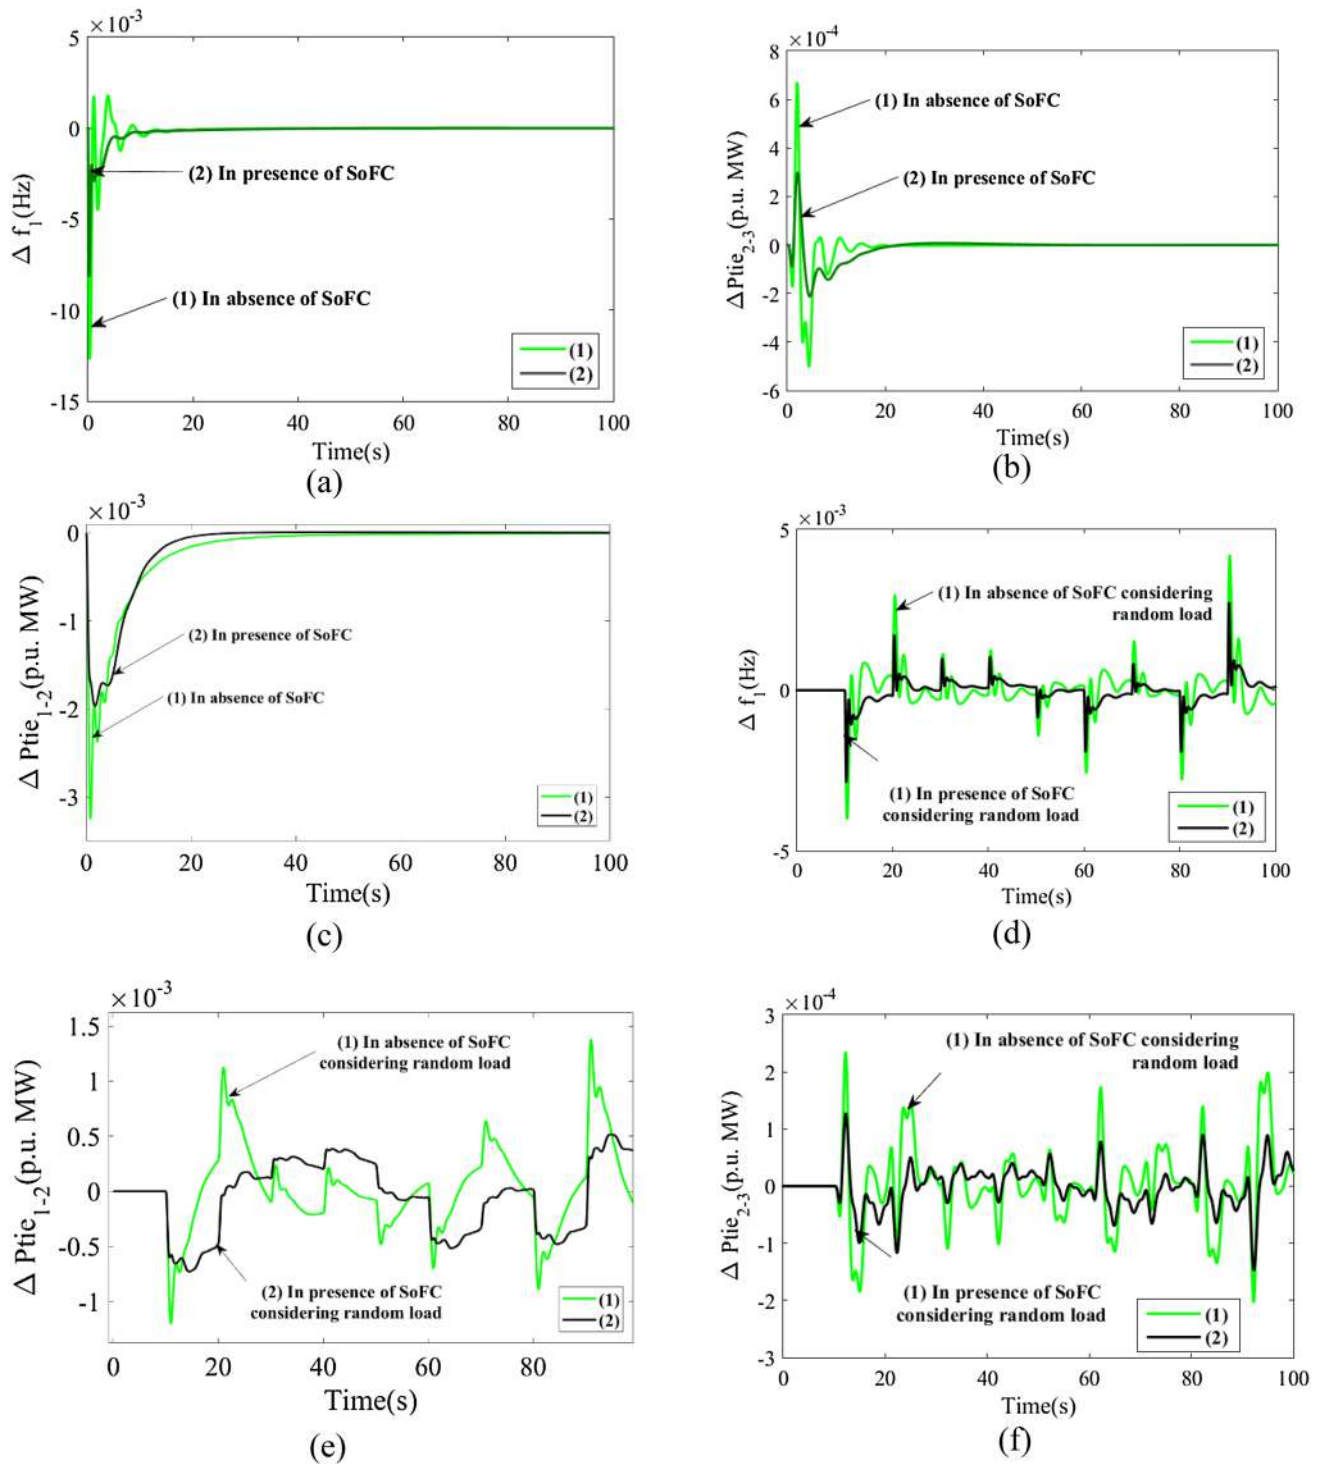 ×10-3
5
0
-5
-10
-15
Δ f1(Hz)
(2) In presence of SoFC
(1) In absence of SoFC
(1)
(2)
0 20 40 60 80 100
Time(s)
(a)
×10-4
8
6
4
2
0
-2
-4
-6
ΔPtie2-3(p.u. MW)
(1) In absence of SoFC
(2) In presence of SoFC
(1)
(2)
0 20 40 60 80 100
Time(s)
(b)
×10-3
0
-1
-2
-3
Δ Ptie1-2(p.u. MW)
(2) In presence of SoFC
(1) In absence of SoFC
(1)
(2)
0 20 40 60 80 100
Time(s)
(c)
×10-3
5
0
-5
Δ f1(Hz)
(1) In absence of SoFC considering
random load
(1) In presence of SoFC
considering random load
(1)
(2)
0 20 40 60 80 100
Time(s)
(d)
×10-3
1.5
1
0.5
0
-0.5
-1
Δ Ptie1-2(p.u. MW)
(1) In absence of SoFC
considering random load
(2) In presence of SoFC
considering random load
(1)
(2)
0 20 40 60 80
Time(s)
(e)
×10-4
3
2
1
0
-1
-2
-3
Δ Ptie2-3(p.u. MW)
(1) In absence of SoFC considering
random load
(1) In presence of SoFC
considering random load
(1)
(2)
0 20 40 60 80 100
Time(s)
(f)